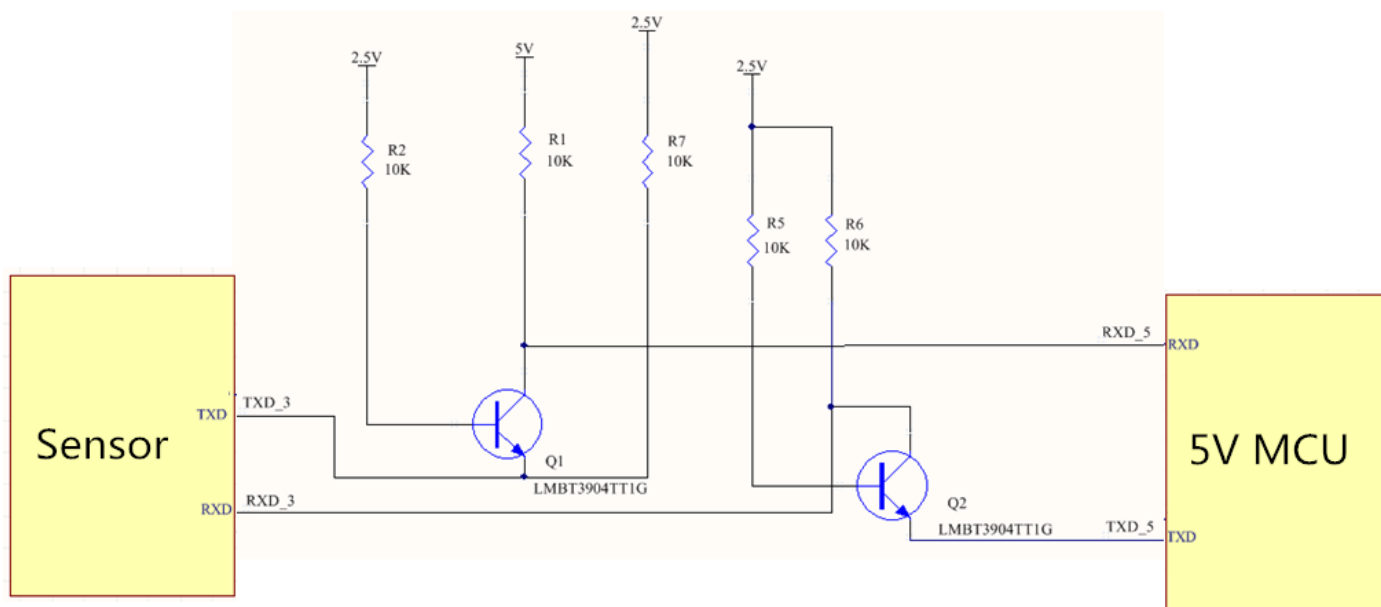 2.5V
5V
2.5V
2.5V
R2
10K
R1
10K
R7
10K
R5
10K
R6
10K
RXD_5
RXD
TXD_3
TXD
Sensor
Q1
LMBT3904TT1G
5V MCU
RXD_3
RXD
Q2
LMBT3904TT1G
TXD_5
TXD